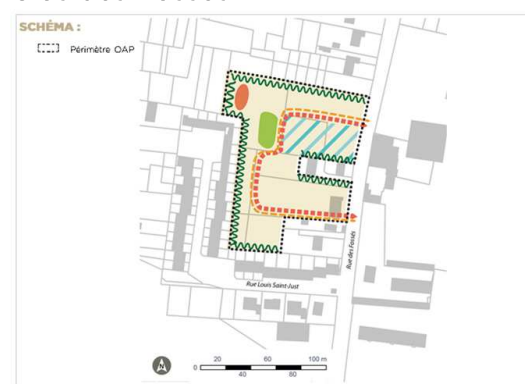 SCHÉMA :
Périmètre OAP
Rue des Fossés
Rue Louis Saint-Just
0 20 60 100 m
40 80